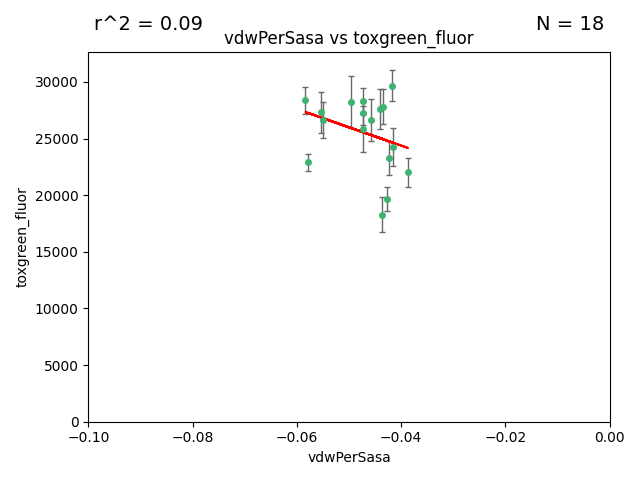 r^2 = 0.09
N = 18
vdwPerSasa vs toxgreen_fluor
30000
25000
20000
15000
10000
5000
0
toxgreen_fluor
−0.10
−0.08
−0.06
−0.04
−0.02
0.00
vdwPerSasa